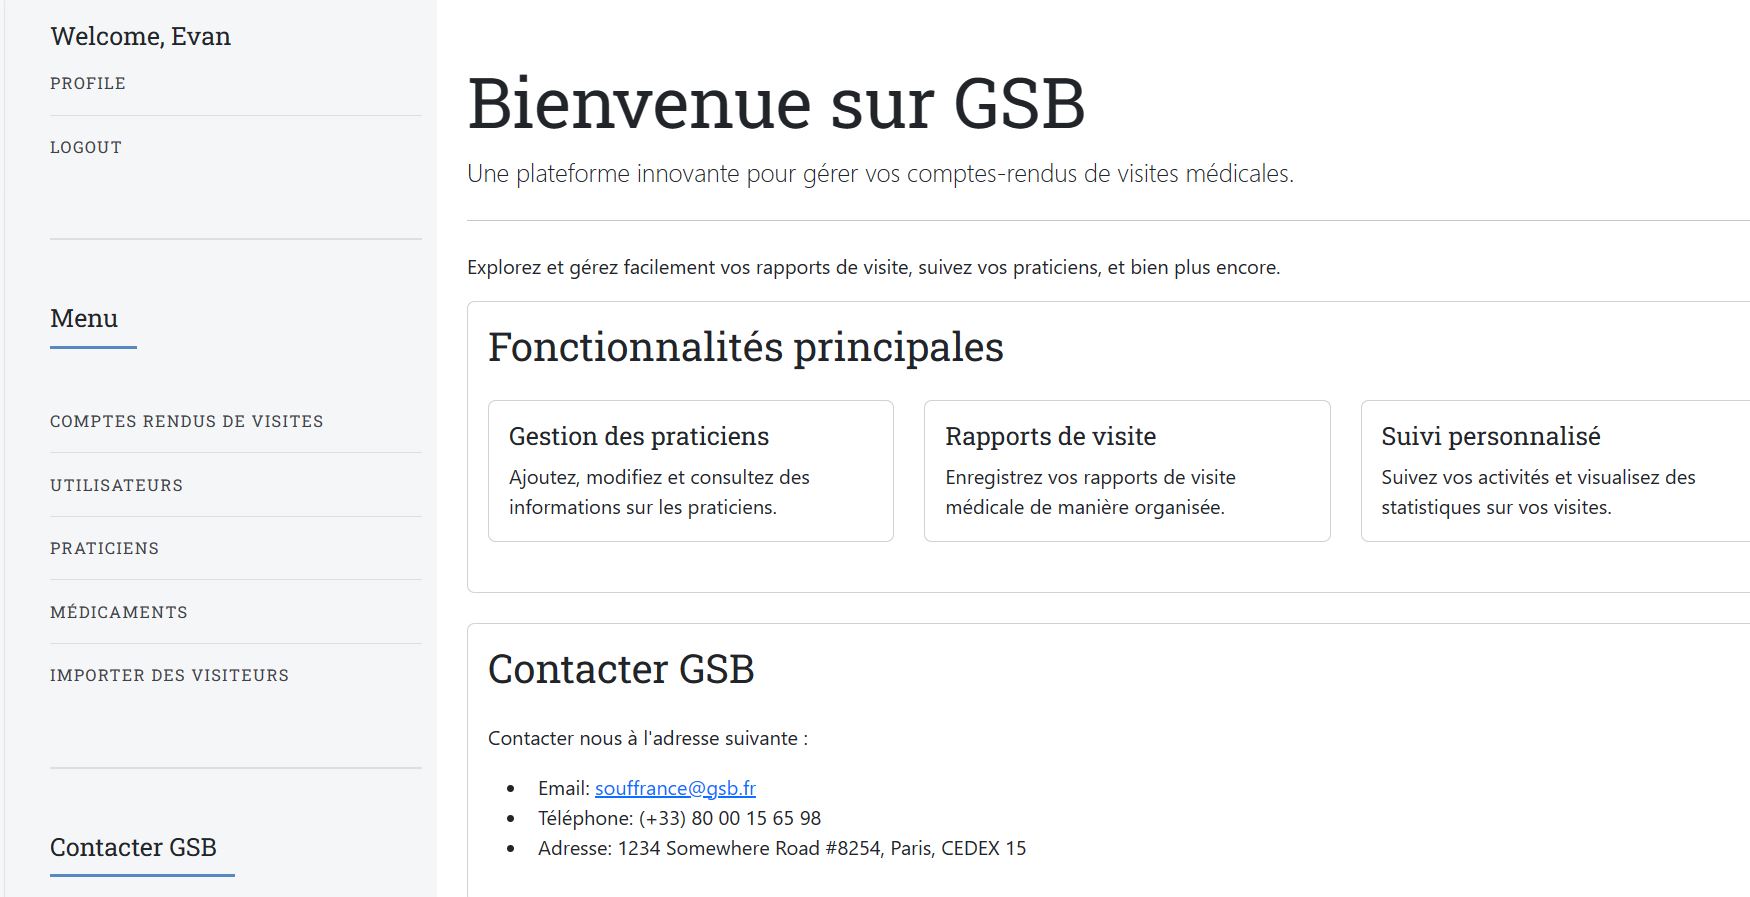 Welcome, Evan
PROFILE
LOGOUT
Menu
COMPTES RENDUS DE VISITES
UTILISATEURS
PRATICIENS
MÉDICAMENTS
IMPORTER DES VISITEURS
Contacter GSB
Bienvenue sur GSB
Une plateforme innovante pour gérer vos comptes-rendus de visites médicales.
Explorez et gérez facilement vos rapports de visite, suivez vos praticiens, et bien plus encore.
Fonctionnalités principales
Gestion des praticiens
Ajoutez, modifiez et consultez des
informations sur les praticiens.
Rapports de visite
Enregistrez vos rapports de visite
médicale de manière organisée.
Suivi personnalisé
Suivez vos activités et visualisez des
statistiques sur vos visites.
Contacter GSB
Contacter nous à l'adresse suivante :
Email: souffrance@gsb.fr
Téléphone: (+33) 80 00 15 65 98
Adresse: 1234 Somewhere Road #8254, Paris, CEDEX 15